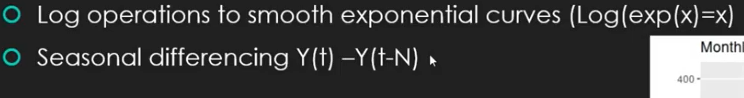 Log operations to smooth exponential curves (Log(exp(x)=x)
Seasonal differencing Y(t) –Y(t-N)
Monthl
400